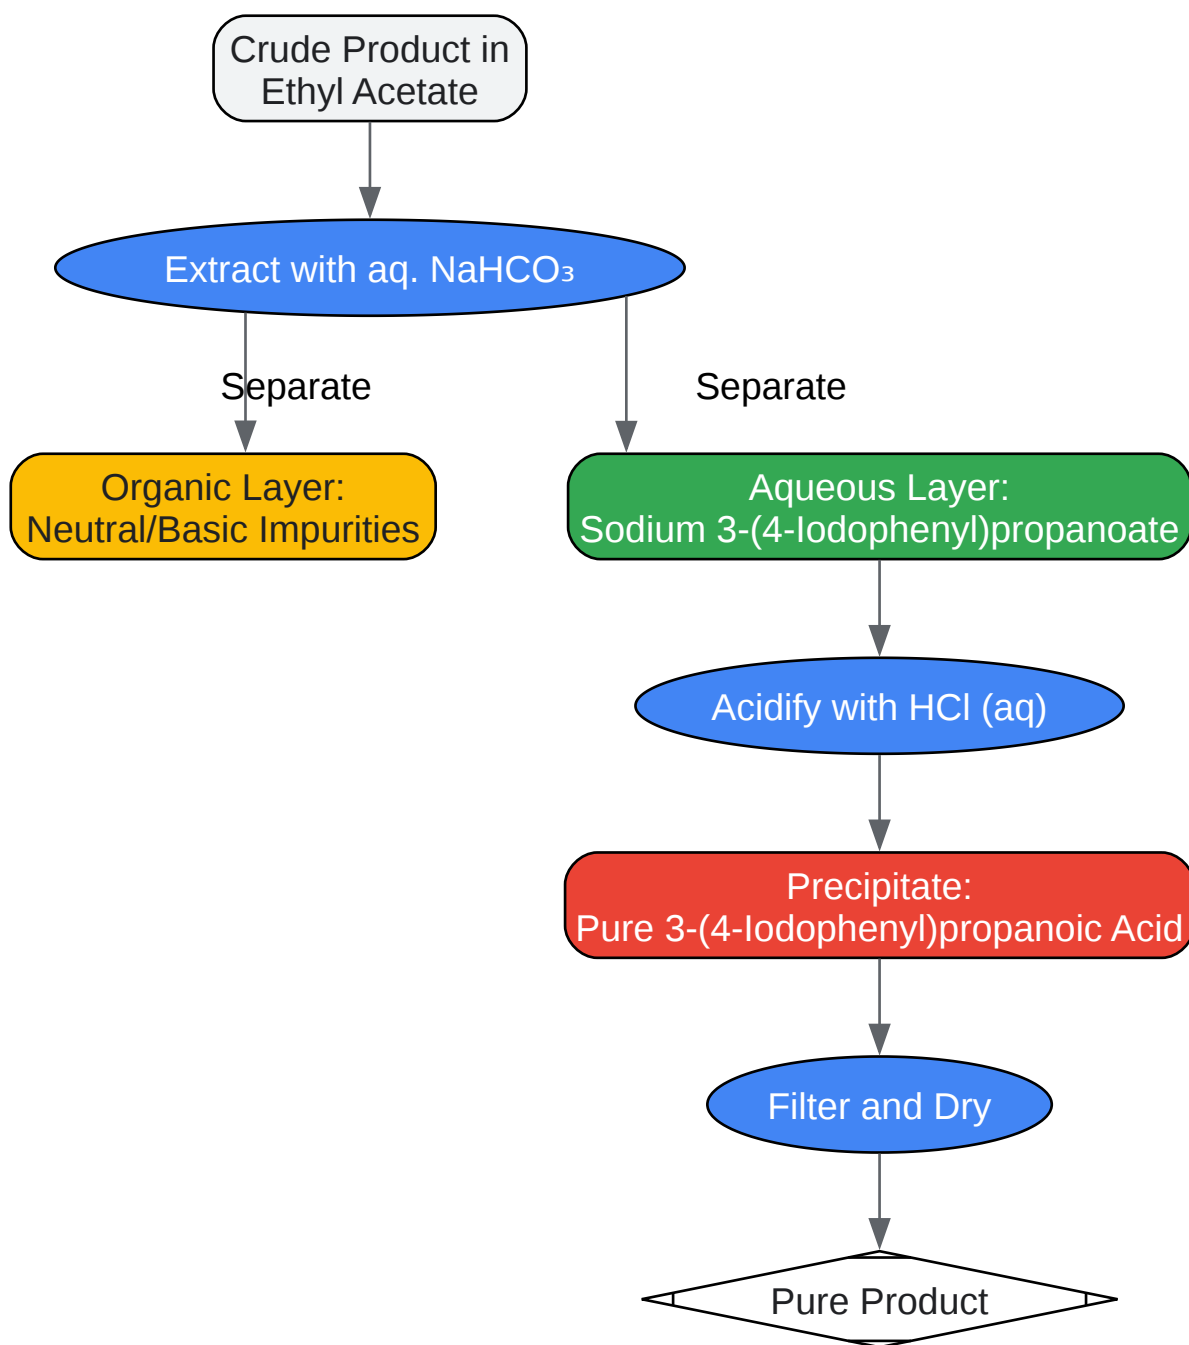 Crude Product in
Ethyl Acetate
Extract with aq. NaHCO₃
Separate
Separate
Organic Layer:
Neutral/Basic Impurities
Aqueous Layer:
Sodium 3-(4-Iodophenyl)propanoate
Acidify with HCl (aq)
Precipitate:
Pure 3-(4-Iodophenyl)propanoic Acid
Filter and Dry
Pure Product